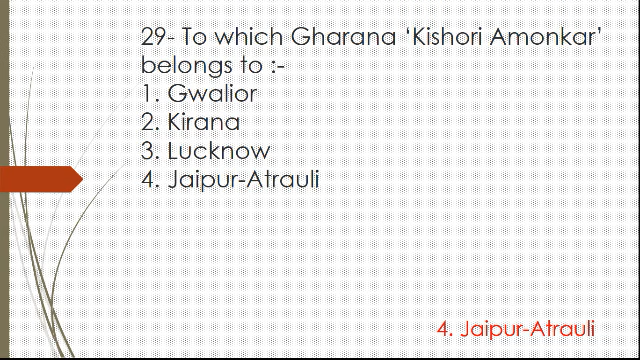 29- To which Gharana ‘Kishori Amonkar’
belongs to :-
1. Gwalior
2. Kirana
3. Lucknow
4. Jaipur-Atrauli
4. Jaipur-Atrauli